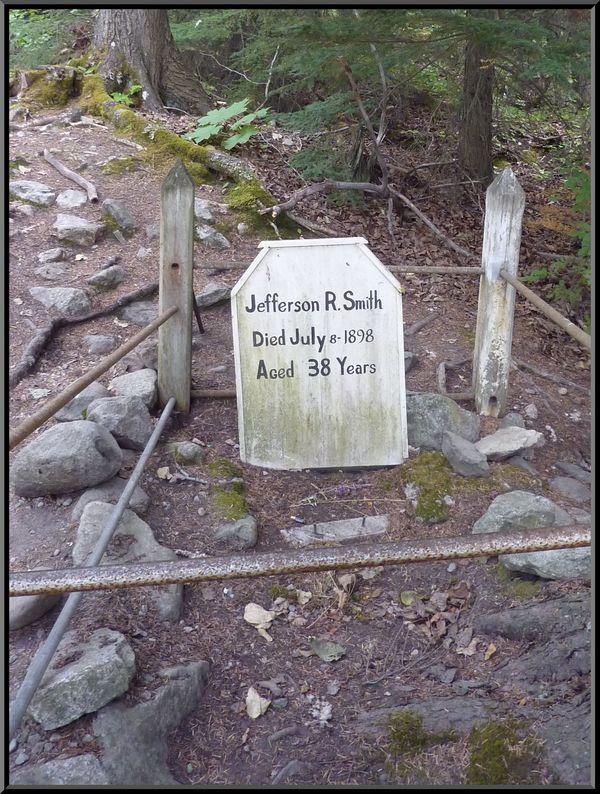 Jefferson R. Smith
Died July 8-1898
Aged 38 Years